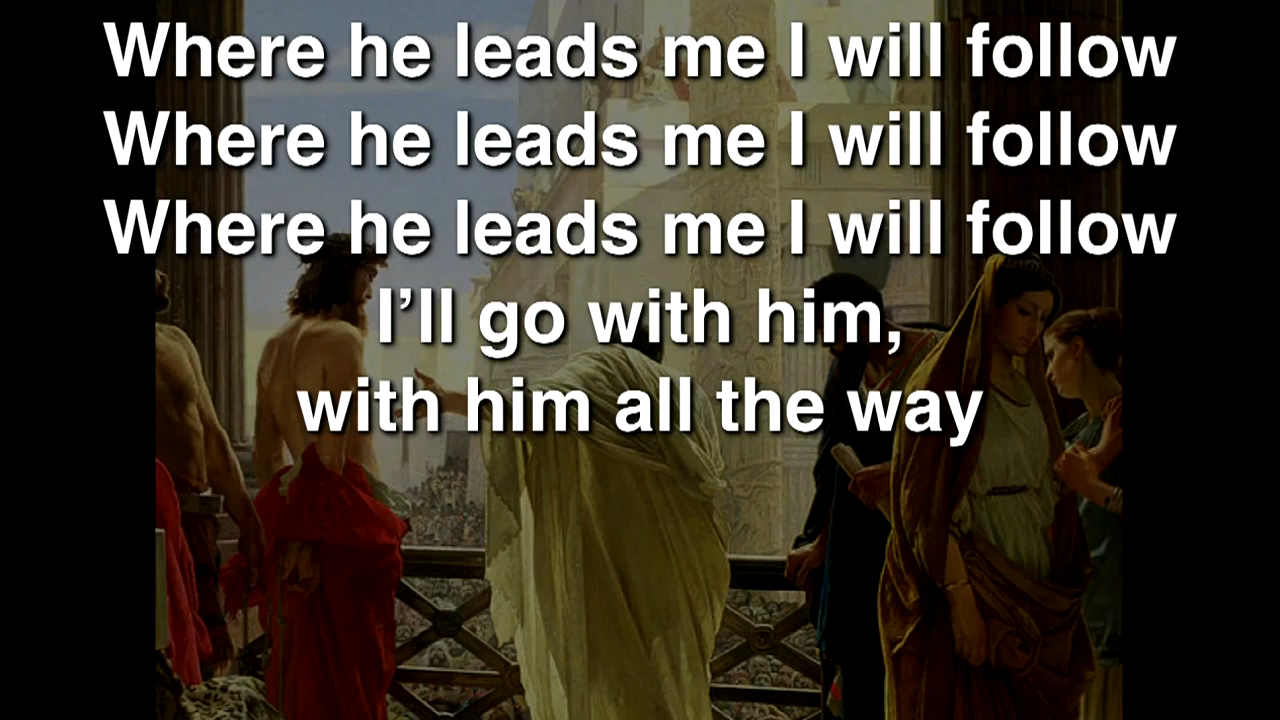 Where he leads me I will follow
Where he leads me I will follow
Where he leads me I will follow
I’ll go with him,
with him all the way